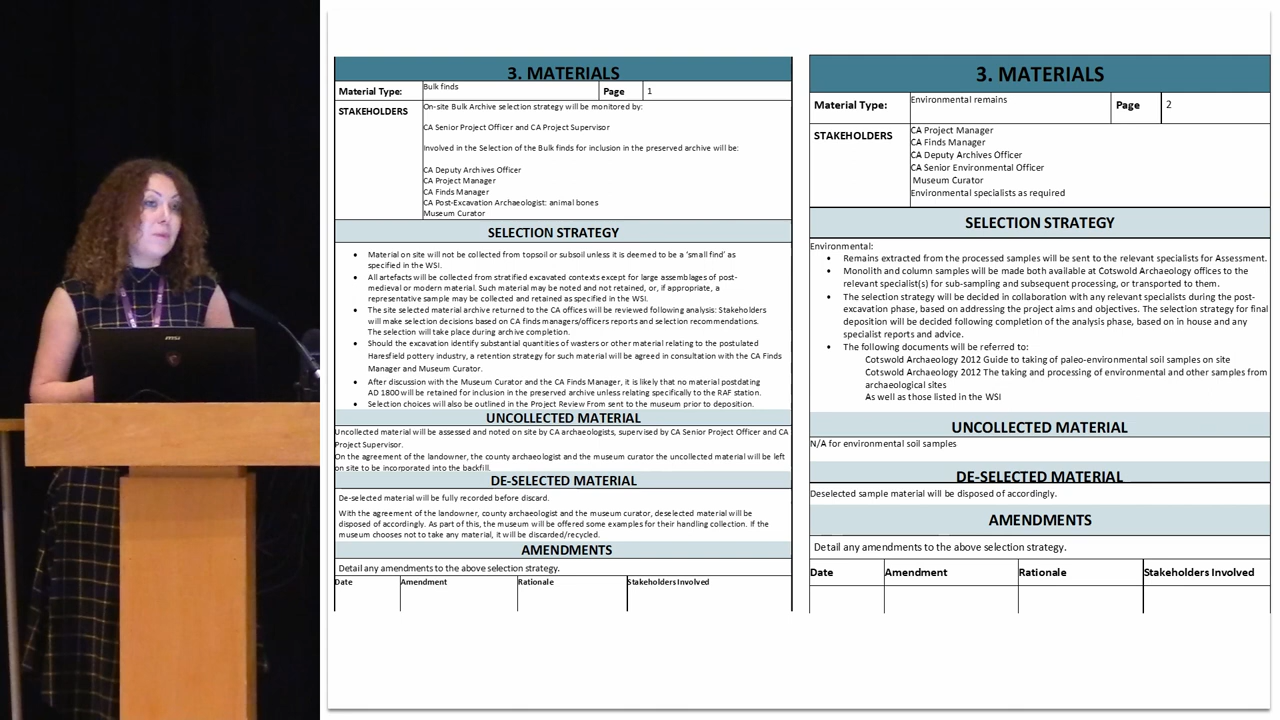 3. MATERIALS
Material Type:
Bulk finds
Page
1
STAKEHOLDERS
On-site Bulk Archive selection strategy will be monitored by:
CA Senior Project Officer and CA Project Supervisor
Involved in the Selection of the Bulk finds for inclusion in the preserved archive will be:
CA Deputy Archives Officer
CA Project Manager
CA Finds Manager
CA Post-Excavation Archaeologist: animal bones
Museum Curator
SELECTION STRATEGY
• Material on site will not be collected from topsoil or subsoil unless it is deemed to be a 'small find' as
specified in the WSI.
• All artefacts will be collected from stratified excavated contexts except for large assemblages of post-
medieval or modern material. Such material may be noted and not retained, or, if appropriate, a
representative sample may be collected and retained as specified in the WSI.
• The site selected material archive returned to the CA offices will be reviewed following analysis: Stakeholders
will make selection decisions based on CA finds managers/officers reports and selection recommendations.
The selection will take place during archive completion.
• Should the excavation identify substantial quantities of wasters or other material relating to the postulated
Haresfield pottery industry, a retention strategy for such material will be agreed in consultation with the CA Finds
Manager and Museum Curator.
• After discussion with the Museum Curator and the CA Finds Manager, it is likely that no material postdating
AD 1800 will be retained for inclusion in the preserved archive unless relating specifically to the RAF station.
• Selection choices will also be outlined in the Project Review From sent to the museum prior to deposition.
UNCOLLECTED MATERIAL
Uncollected material will be assessed and noted on site by CA archaeologists, supervised by CA Senior Project Officer and CA
Project Supervisor.
On the agreement of the landowner, the county archaeologist and the museum curator the uncollected material will be left
on site to be incorporated into the backfill.
DE-SELECTED MATERIAL
De-selected material will be fully recorded before discard.
With the agreement of the landowner, county archaeologist and the museum curator, deselected material will be
disposed of accordingly. As part of this, the museum will be offered some examples for their handling collection. If the
museum chooses not to take any material, it will be discarded/recycled.
AMENDMENTS
Detail any amendments to the above selection strategy.
Date Amendment Rationale Stakeholders Involved
3. MATERIALS
Material Type:
Environmental remains
Page
2
STAKEHOLDERS
CA Project Manager
CA Finds Manager
CA Deputy Archives Officer
CA Senior Environmental Officer
Museum Curator
Environmental specialists as required
SELECTION STRATEGY
Environmental:
• Remains extracted from the processed samples will be sent to the relevant specialists for Assessment.
• Monolith and column samples will be made both available at Cotswold Archaeology offices to the
relevant specialist(s) for sub-sampling and subsequent processing, or transported to them.
• The selection strategy will be decided in collaboration with any relevant specialists during the post-
excavation phase, based on addressing the project aims and objectives. The selection strategy for final
deposition will be decided following completion of the analysis phase, based on in house and any
specialist reports and advice.
• The following documents will be referred to:
Cotswold Archaeology 2012 Guide to taking of paleo-environmental soil samples on site
Cotswold Archaeology 2012 The taking and processing of environmental and other samples from
archaeological sites
As well as those listed in the WSI
UNCOLLECTED MATERIAL
N/A for environmental soil samples
DE-SELECTED MATERIAL
Deselected sample material will be disposed of accordingly.
AMENDMENTS
Detail any amendments to the above selection strategy.
Date Amendment Rationale Stakeholders Involved
msi